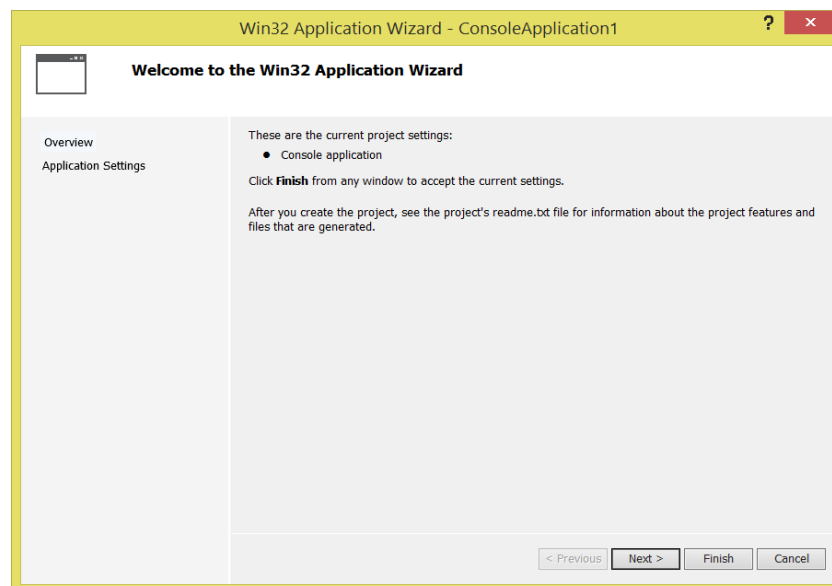 Win32 Application Wizard - ConsoleApplication1
?
x
Welcome to the Win32 Application Wizard
Overview
Application Settings
These are the current project settings:
● Console application
Click Finish from any window to accept the current settings.
After you create the project, see the project's readme.txt file for information about the project features and
files that are generated.
< Previous
Next >
Finish
Cancel